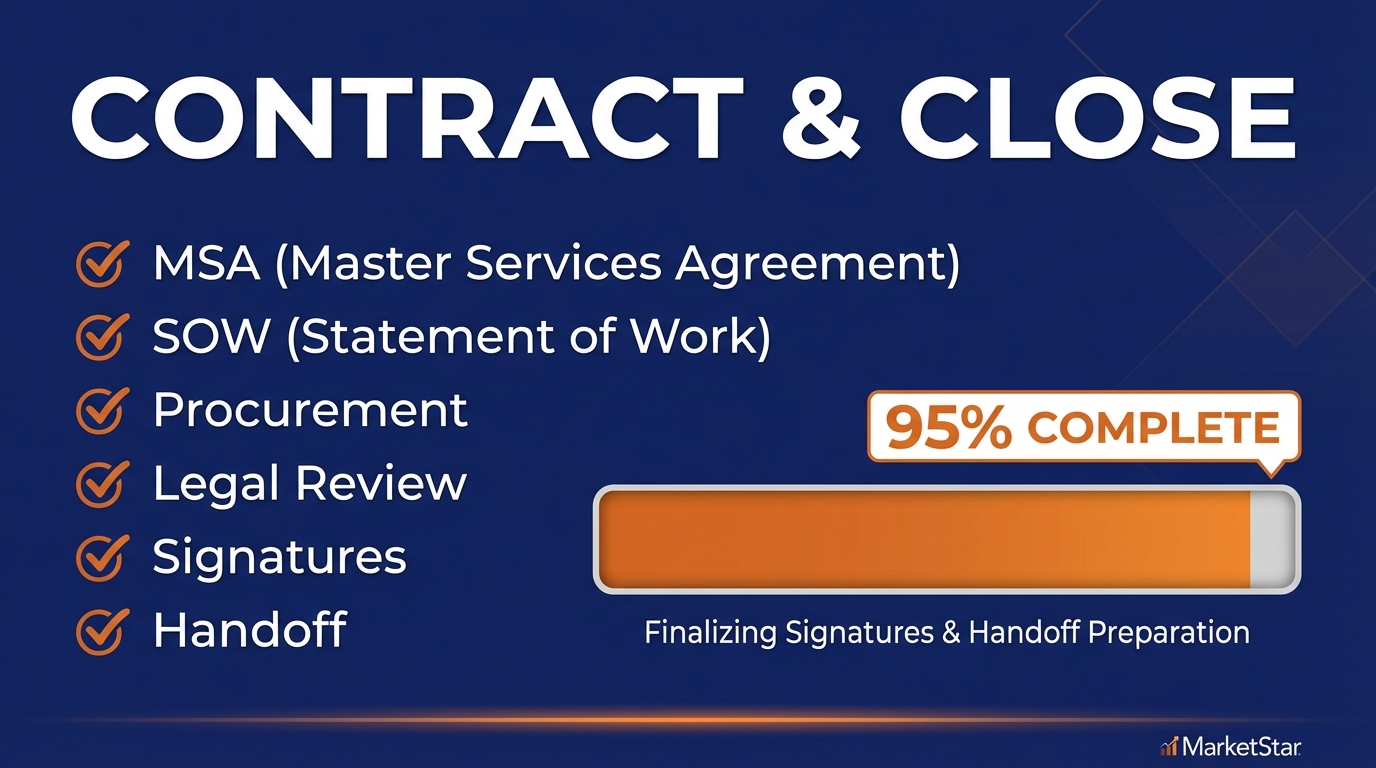 CONTRACT & CLOSE
MSA (Master Services Agreement)
SOW (Statement of Work)
Procurement
Legal Review
Signatures
Handoff
95% COMPLETE
Finalizing Signatures & Handoff Preparation
MarketStar